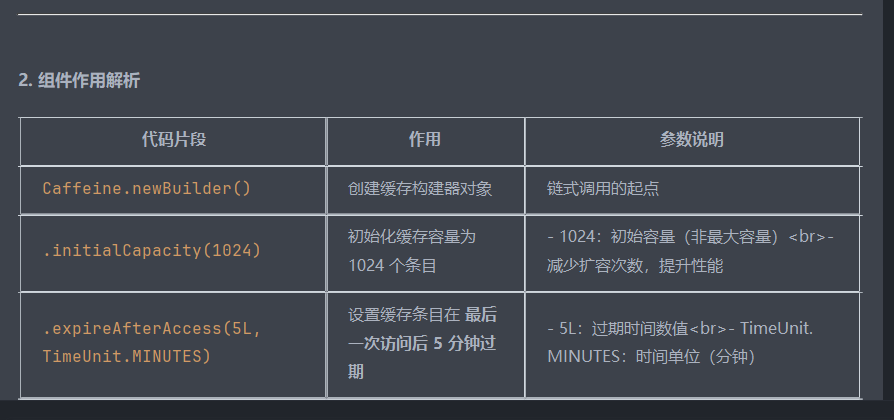 2. 组件作用解析
代码片段
作用
参数说明
Caffeine.newBuilder()
创建缓存构建器对象
链式调用的起点
.initialCapacity(1024)
初始化缓存容量为
1024 个条目
- 1024：初始容量（非最大容量）<br>-
减少扩容次数，提升性能
.expireAfterAccess(5L,
TimeUnit.MINUTES)
设置缓存条目在 最后
一次访问后 5 分钟过
期
- 5L：过期时间数值<br>- TimeUnit.
MINUTES：时间单位（分钟）